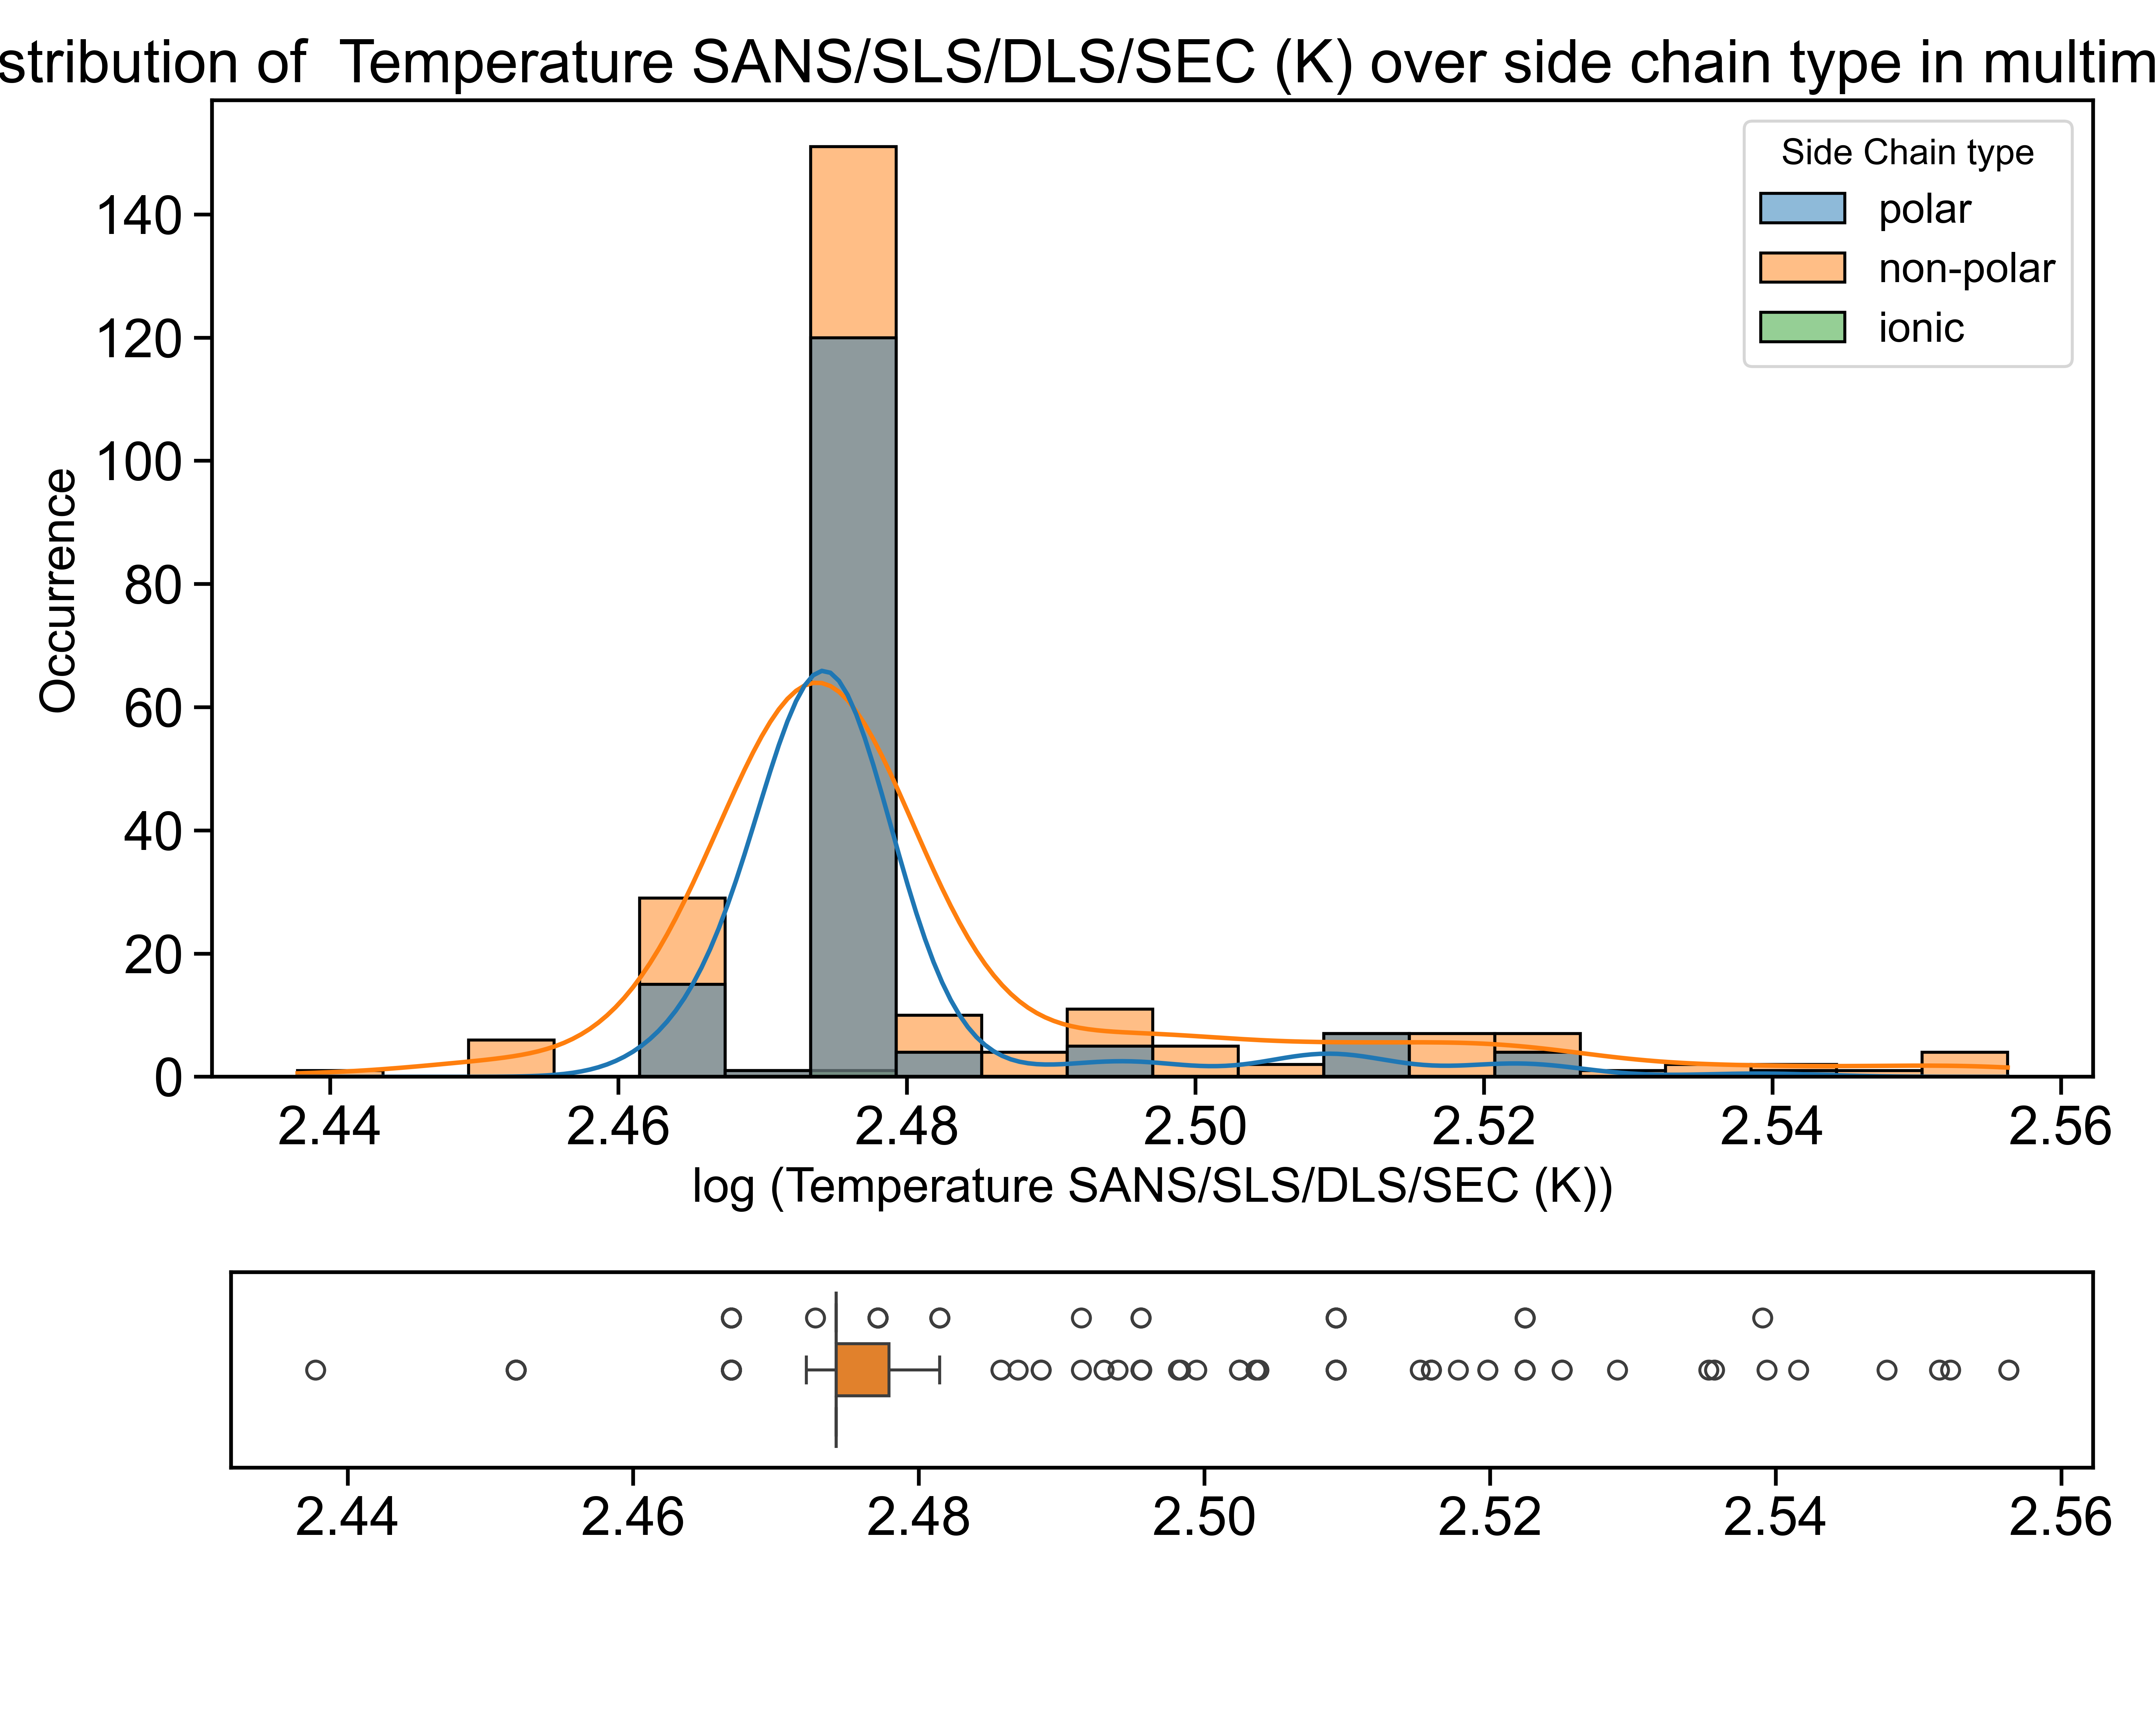 stribution of  Temperature SANS/SLS/DLS/SEC (K) over side chain type in multim
Side Chain type
polar
non-polar
ionic
140
120
100
80
60
40
20
0
Occurrence
2.44 2.46 2.48 2.50 2.52 2.54 2.56
log (Temperature SANS/SLS/DLS/SEC (K))
2.44 2.46 2.48 2.50 2.52 2.54 2.56